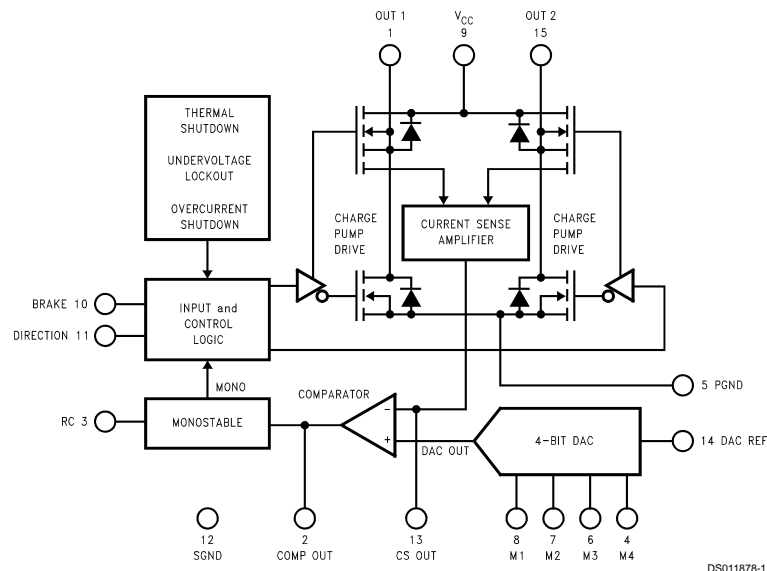 OUT 1
1
VCC
9
OUT 2
15
THERMAL
SHUTDOWN
UNDERVOLTAGE
LOCKOUT
OVERCURRENT
SHUTDOWN
CHARGE
PUMP
DRIVE
CURRENT SENSE
AMPLIFIER
CHARGE
PUMP
DRIVE
BRAKE 10
DIRECTION 11
INPUT and
CONTROL
LOGIC
MONO
5 PGND
RC 3
MONOSTABLE
COMPARATOR
-
+
DAC OUT
4-BIT DAC
14 DAC REF
12
SGND
2
COMP OUT
13
CS OUT
8
M1
7
M2
6
M3
4
M4
DS011878-1